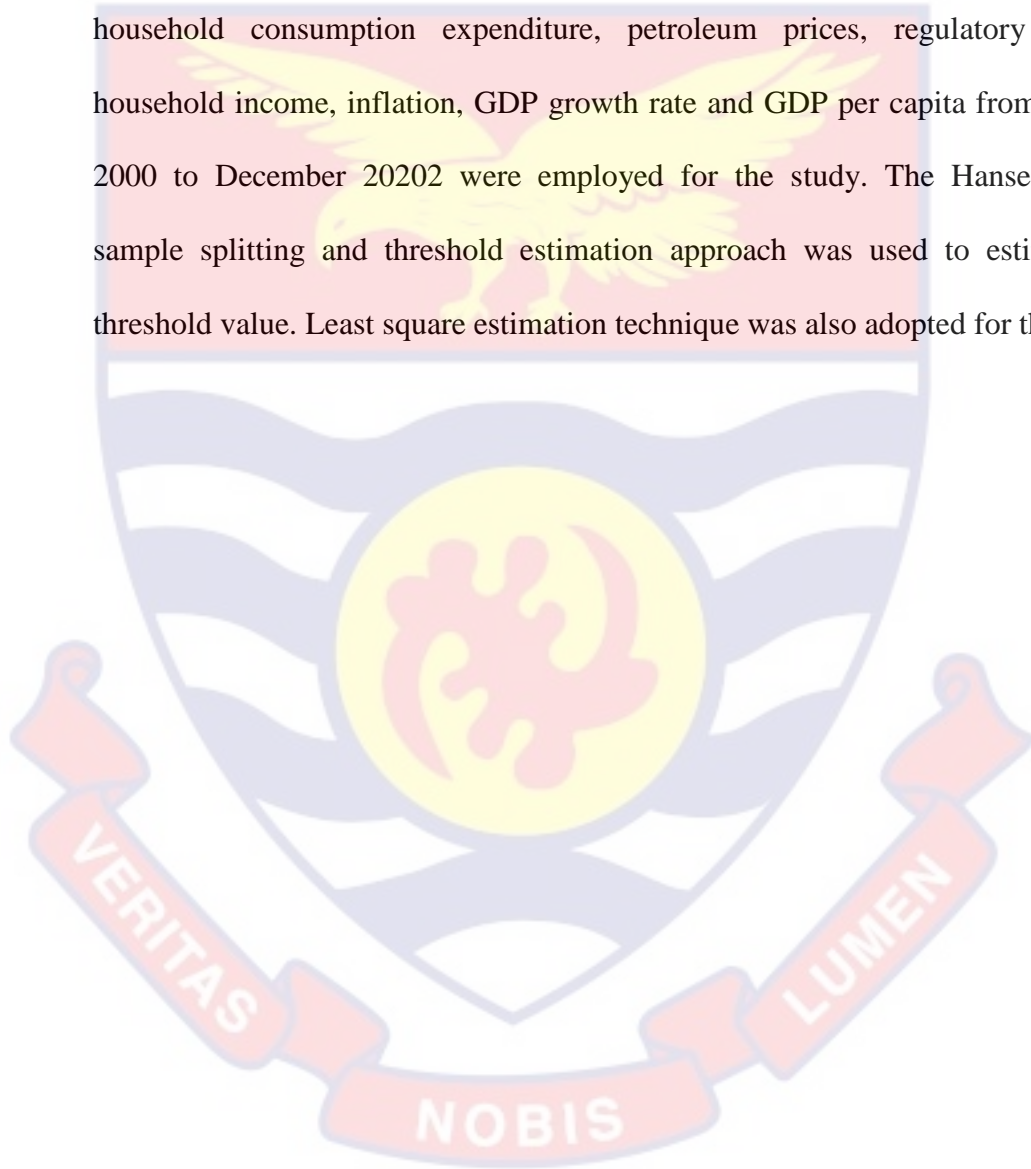 household consumption expenditure, petroleum prices, regulatory
household income, inflation, GDP growth rate and GDP per capita from
2000 to December 20202 were employed for the study. The Hanse
sample splitting and threshold estimation approach was used to esti
threshold value. Least square estimation technique was also adopted for t
VERITAS
NOBIS
LUMEN